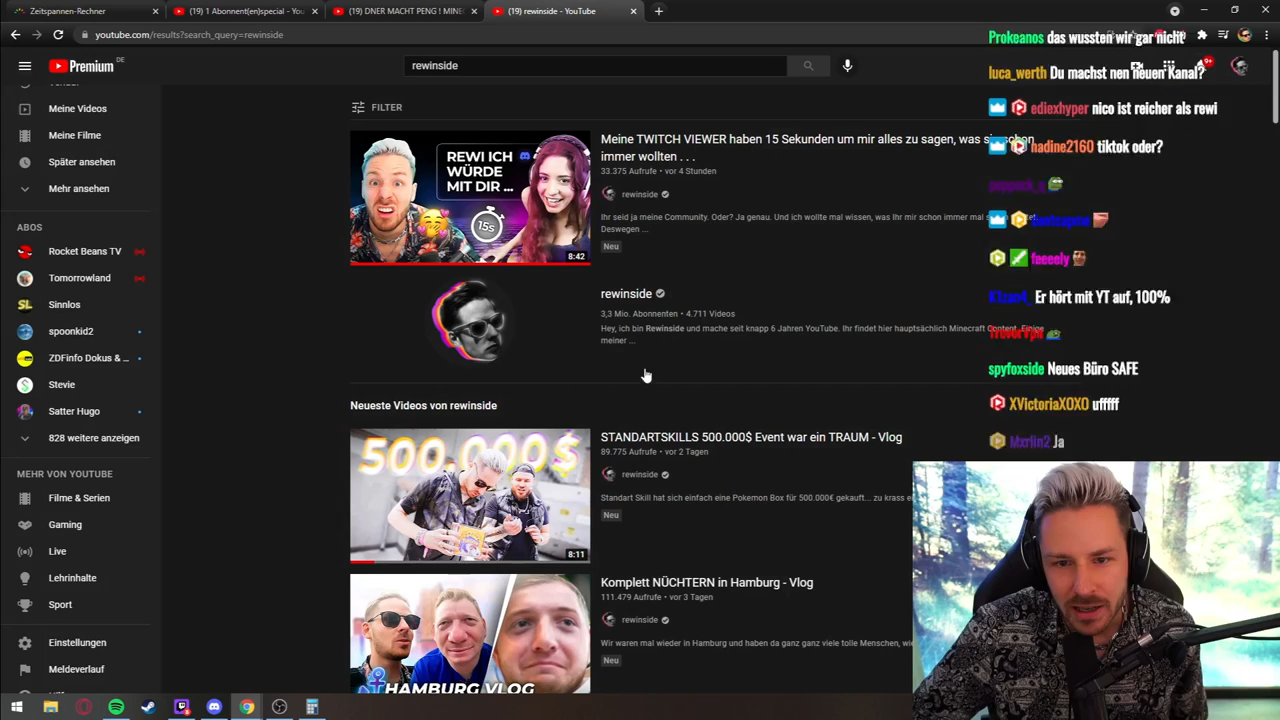 Zeitspannen-Rechner
(19) 1 Abonnent(en)special - You
(19) DNER MACHT PENG ! MINE
(19) rewinside - YouTube
youtube.com/results?search_query=rewinside
Premium DE
rewinside
9+
Meine Videos
Meine Filme
Später ansehen
Mehr ansehen
ABOS
Rocket Beans TV
Tomorrowland
Sinnlos
spoonkid2
ZDFinfo Dokus & ...
Stevie
Satter Hugo
828 weitere anzeigen
MEHR VON YOUTUBE
Filme & Serien
Gaming
Live
Lehrinhalte
Sport
Einstellungen
Meldeverlauf
FILTER
REWI ICH
WÜRDE
MIT DIR ...
15s
8:42
Meine TWITCH VIEWER haben 15 Sekunden um mir alles zu sagen, was sie schon
immer wollten . . .
33.375 Aufrufe • vor 4 Stunden
rewinside
Ihr seid ja meine Community. Oder? Ja genau. Und ich wollte mal wissen, was Ihr mir schon immer mal
Deswegen ...
Neu
rewinside
3,3 Mio. Abonnenten • 4.711 Videos
Hey, ich bin Rewinside und mache seit knapp 6 Jahren YouTube. Ihr findet hier hauptsächlich Minecraft Content. Einige
meiner ...
Neueste Videos von rewinside
500.000$
8:11
STANDARTSKILLS 500.000$ Event war ein TRAUM - Vlog
89.775 Aufrufe • vor 2 Tagen
rewinside
Standart Skill hat sich einfach eine Pokemon Box für 500.000€ gekauft... zu krass
Neu
HAMBURG VLOG
Komplett NÜCHTERN in Hamburg - Vlog
111.479 Aufrufe • vor 3 Tagen
rewinside
Wir waren mal wieder in Hamburg und haben da ganz ganz viele tolle Menschen,
Neu
Prokeanos das wussten wir gar nicht
luca_werth Du machst nen neuen Kanal?
ediexhyper nico ist reicher als rewi
hadine2160 tiktok oder?
feeeely
Er hört mit YT auf, 100%
spyfoxside Neues Büro SAFE
XVictoriaXOXO ufffff
Mxrlin2 Ja